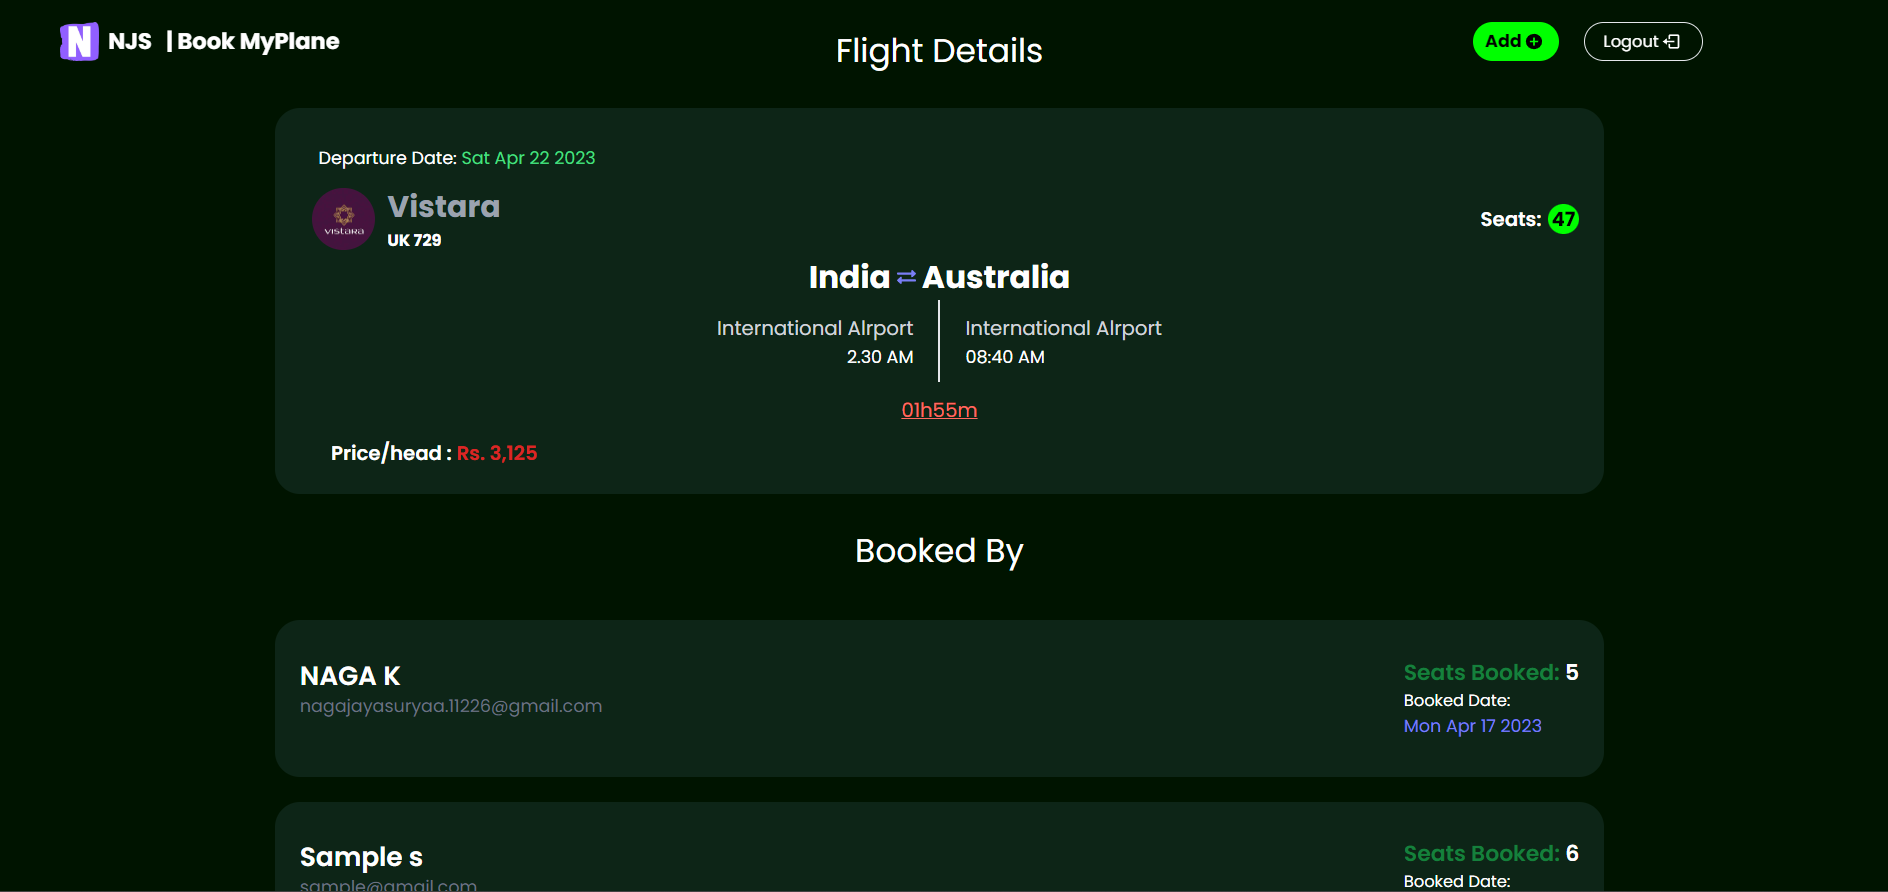 N NJS | Book MyPlane
Flight Details
Add
Logout
Departure Date: Sat Apr 22 2023
VISTARA
Vistara
UK 729
Seats: 47
India Australia
International AIrport
2.30 AM
International AIrport
08:40 AM
01h55m
Price/head : Rs. 3,125
Booked By
NAGA K
nagajayasuryaa.11226@gmail.com
Seats Booked: 5
Booked Date:
Mon Apr 17 2023
Sample s
sample@gmail.com
Seats Booked: 6
Booked Date: